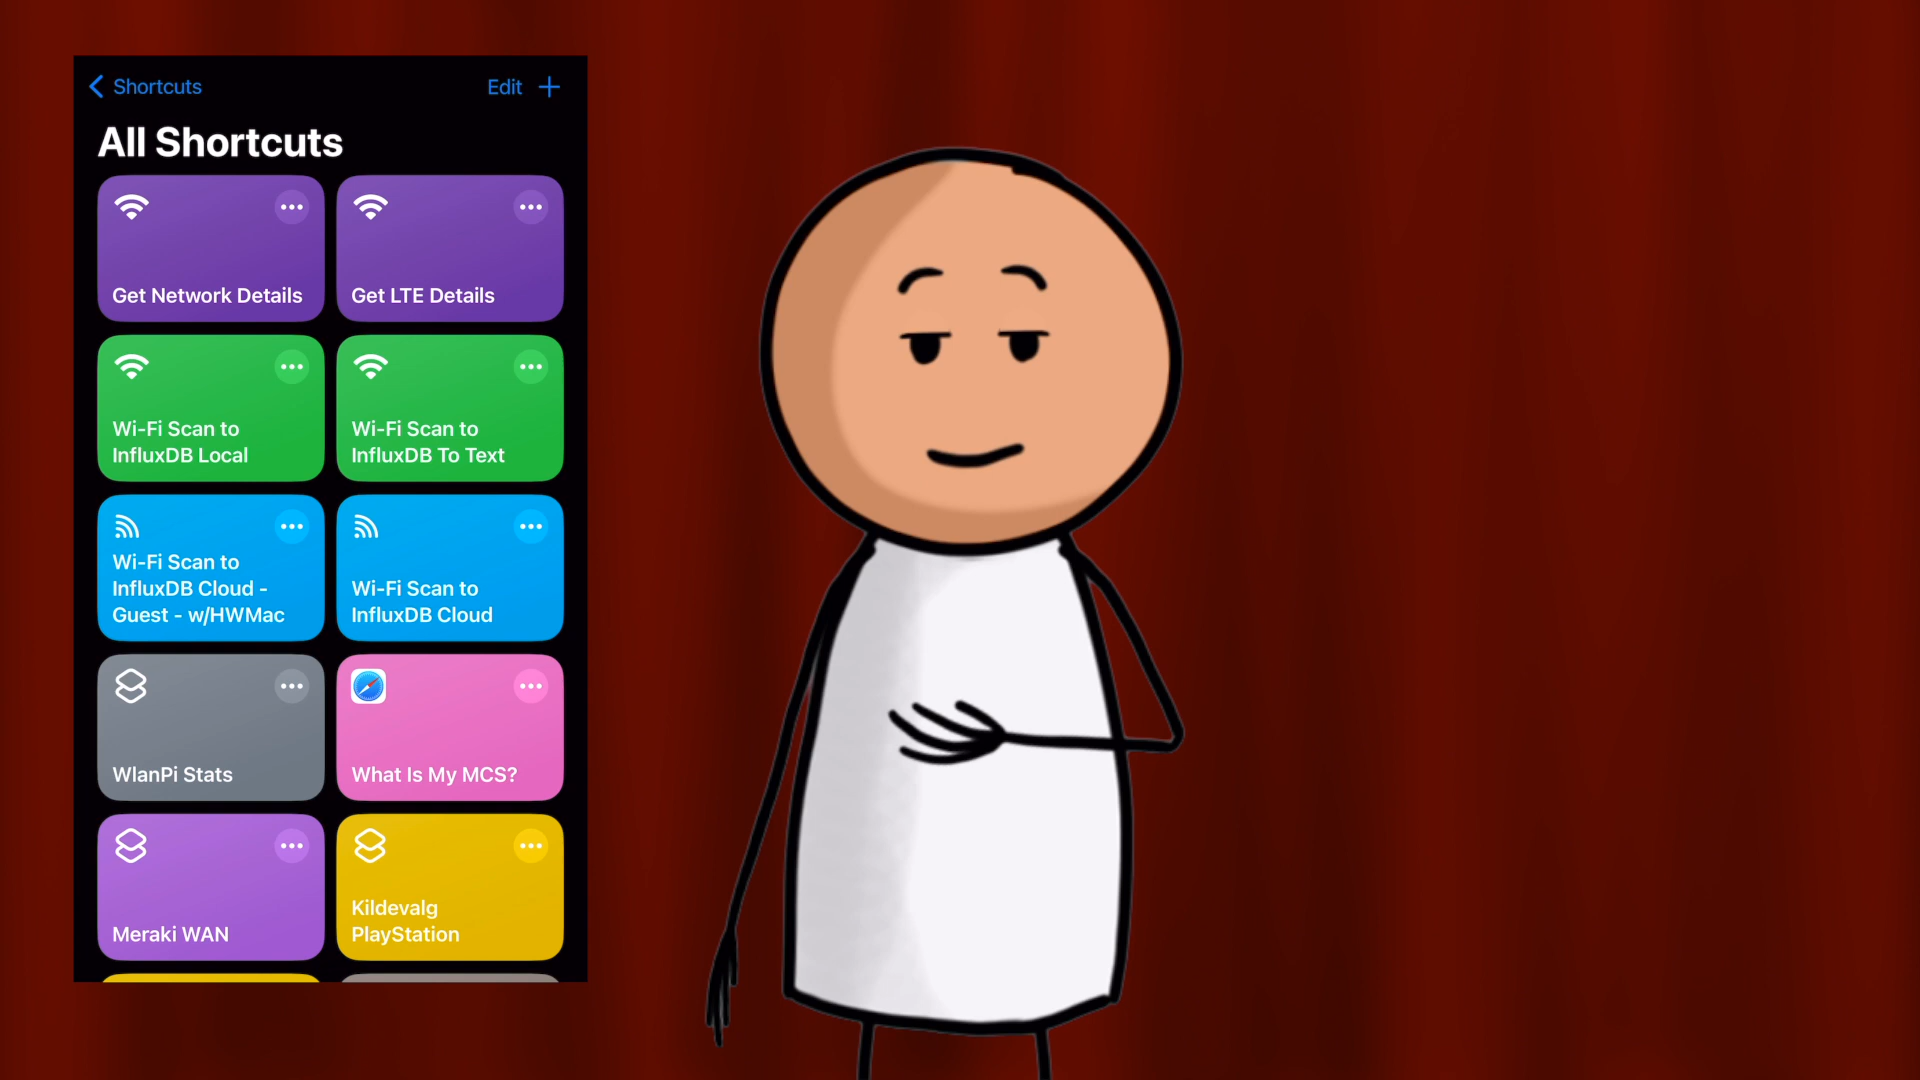 Shortcuts
Edit
All Shortcuts
Get Network Details
Get LTE Details
Wi-Fi Scan to
InfluxDB Local
Wi-Fi Scan to
InfluxDB To Text
Wi-Fi Scan to
InfluxDB Cloud -
Guest - w/HWMac
Wi-Fi Scan to
InfluxDB Cloud
WlanPi Stats
What Is My MCS?
Meraki WAN
Kildevalg
PlayStation